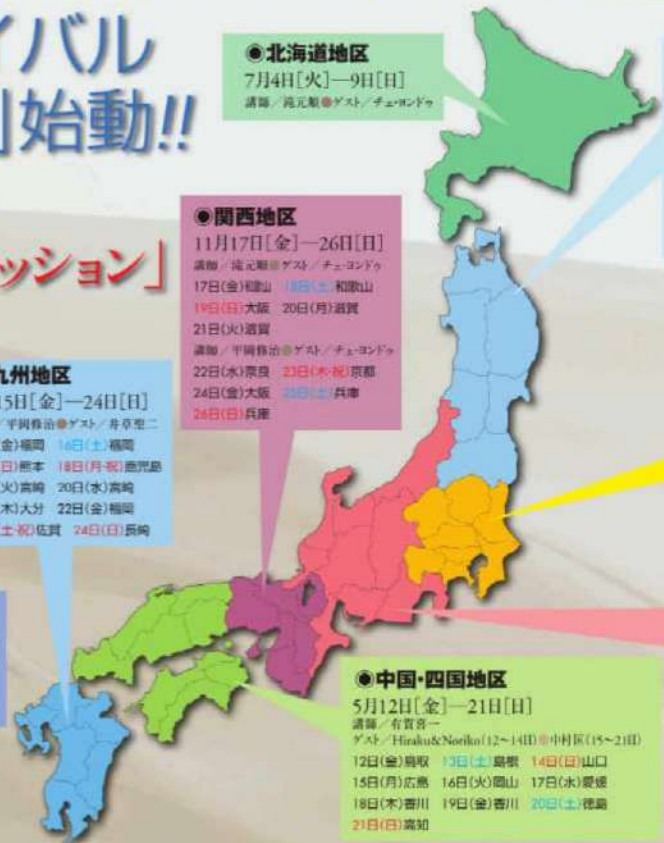 イバル
始動!!
ッション」
◉北海道地区
7月4日[火]―9日[日]
講師／滝元順●ゲスト／チェ・ヨンドゥ
◉関西地区
11月17日[金]―26日[日]
講師／滝元順●ゲスト／チェ・ヨンドゥ
17日(金)和歌山 18日(土)和歌山
19日(日)大阪 20日(月)滋賀
21日(火)滋賀
講師／平岡修治●ゲスト／チェ・ヨンドゥ
22日(水)奈良 23日(木・祝)京都
24日(金)大阪 25日(土)兵庫
26日(日)兵庫
九州地区
15日[金]―24日[日]
／平岡修治●ゲスト／井草聖二
(金)福岡 16日(土)福岡
(日)熊本 18日(月・祝)鹿児島
(火)宮崎 20日(水)宮崎
(木)大分 22日(金)福岡
(土・祝)佐賀 24日(日)長崎
◉中国・四国地区
5月12日[金]―21日[日]
講師／有賀喜一
ゲスト／Hiraku&Noriko(12〜14日)●中村区(15〜21日)
12日(金)鳥取 13日(土)島根 14日(日)山口
15日(月)広島 16日(火)岡山 17日(水)愛媛
18日(木)香川 19日(金)香川 20日(土)徳島
21日(日)高知